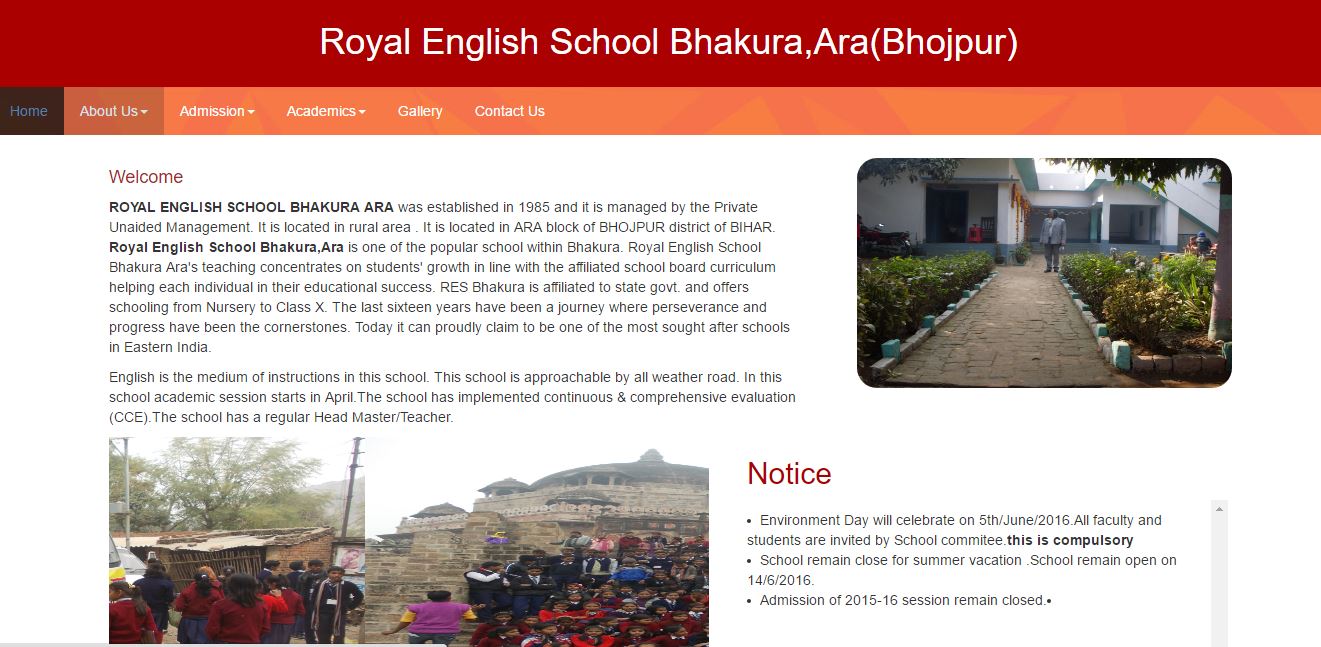 Royal English School Bhakura,Ara(Bhojpur)
Home About Us Admission Academics Gallery Contact Us
Welcome
ROYAL ENGLISH SCHOOL BHAKURA ARA was established in 1985 and it is managed by the Private
Unaided Management. It is located in rural area . It is located in ARA block of BHOJPUR district of BIHAR.
Royal English School Bhakura,Ara is one of the popular school within Bhakura. Royal English School
Bhakura Ara's teaching concentrates on students' growth in line with the affiliated school board curriculum
helping each individual in their educational success. RES Bhakura is affiliated to state govt. and offers
schooling from Nursery to Class X. The last sixteen years have been a journey where perseverance and
progress have been the cornerstones. Today it can proudly claim to be one of the most sought after schools
in Eastern India.
English is the medium of instructions in this school. This school is approachable by all weather road. In this
school academic session starts in April.The school has implemented continuous & comprehensive evaluation
(CCE).The school has a regular Head Master/Teacher.
Notice
• Environment Day will celebrate on 5th/June/2016.All faculty and
students are invited by School commitee.this is compulsory
• School remain close for summer vacation .School remain open on
14/6/2016.
• Admission of 2015-16 session remain closed.•